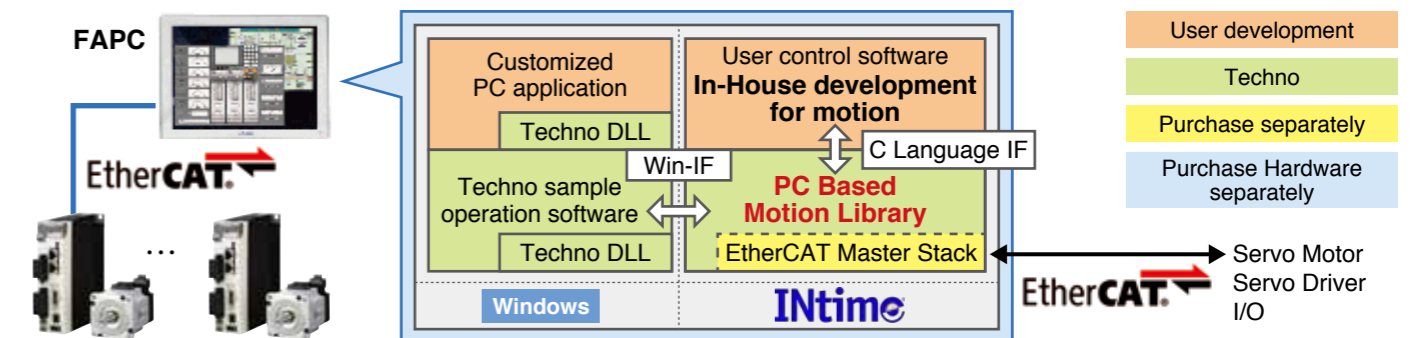 FAPC
EtherCAT.
...
Customized
PC application
Techno DLL
User control software
In-House development
for motion
Win-IF
C Language IF
Techno sample
operation software
Techno DLL
PC Based
Motion Library
EtherCAT Master Stack
Windows
INtime
User development
Techno
Purchase separately
Purchase Hardware
separately
EtherCAT.
Servo Motor
Servo Driver
I/O